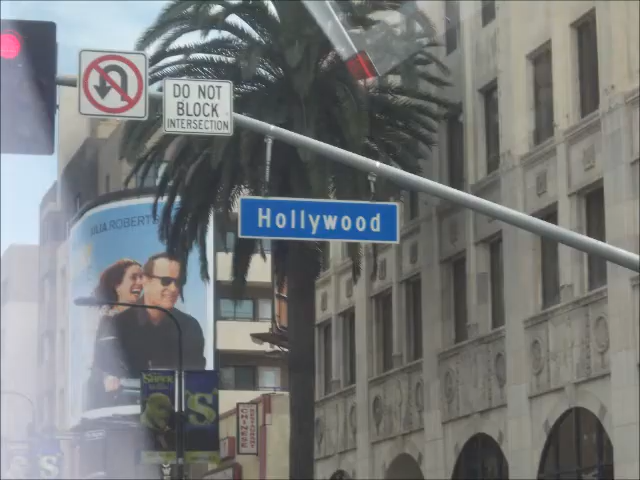 DO NOT
BLOCK
INTERSECTION
Hollywood
JULIA ROBERTS
S
S